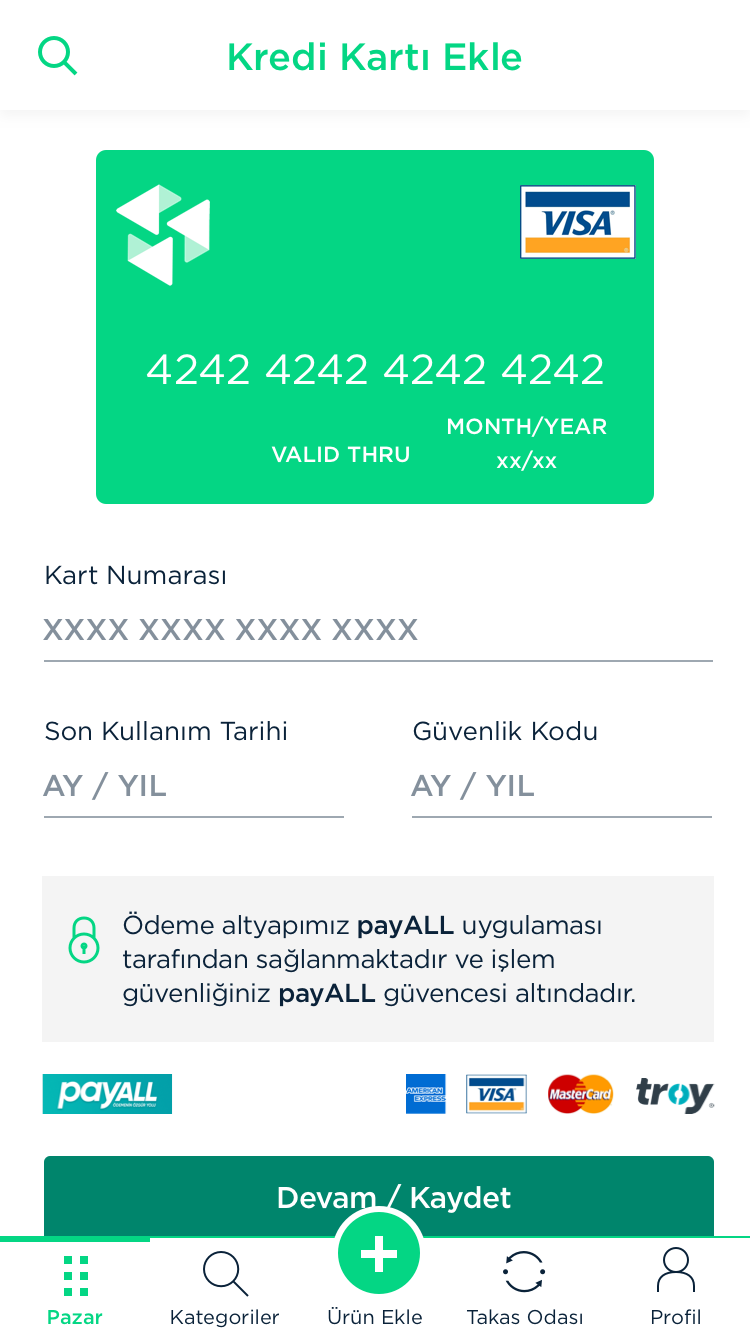 Kredi Kartı Ekle
VISA
4242 4242 4242 4242
MONTH/YEAR
VALID THRU
xx/xx
Kart Numarası
XXXX XXXX XXXX XXXX
Son Kullanım Tarihi Güvenlik Kodu
AY / YIL AY / YIL
Ödeme altyapımız payALL uygulaması
tarafından sağlanmaktadır ve işlem
güvenliğiniz payALL güvencesi altındadır.
payALL AMERICAN EXPRESS VISA MasterCard troy
Devam / Kaydet
Pazar Kategoriler Ürün Ekle Takas Odası Profil